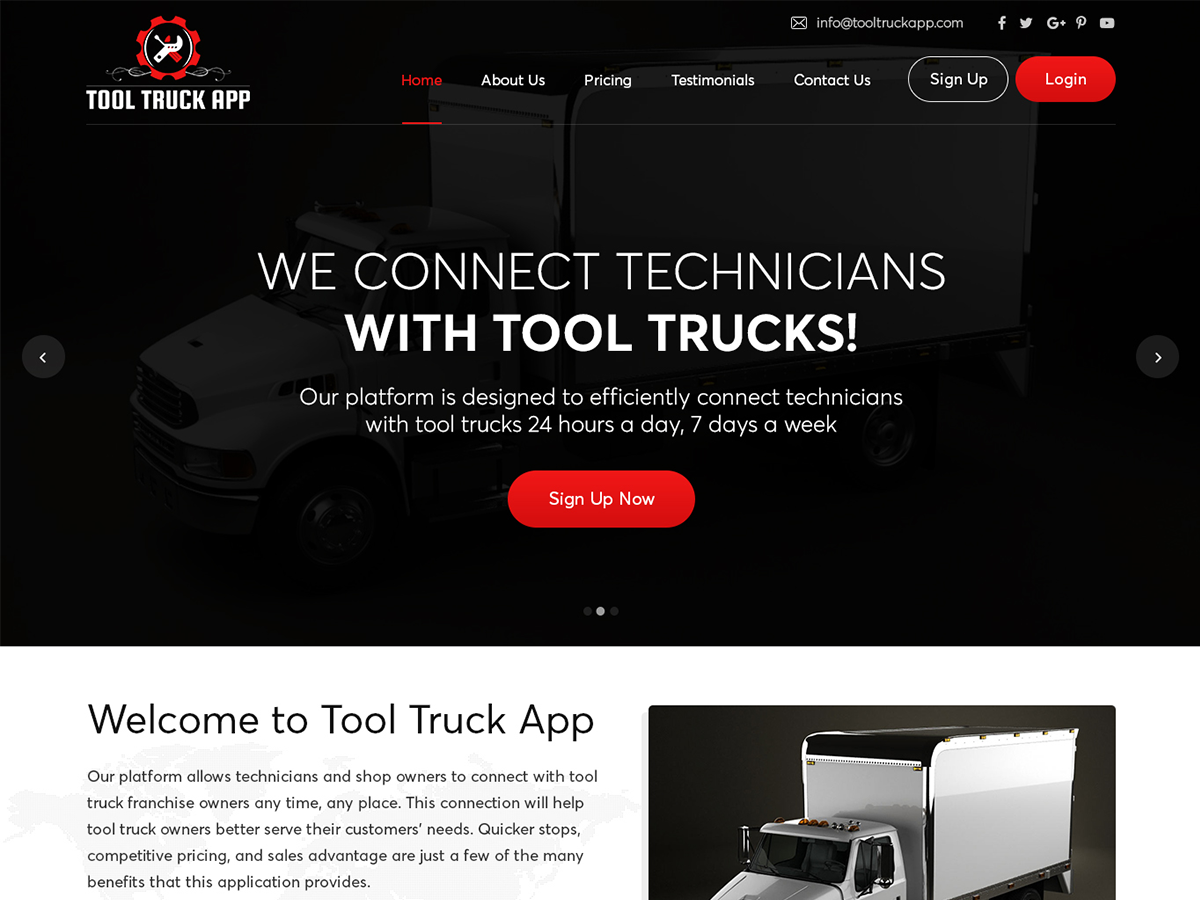 info@tooltruckapp.com
TOOL TRUCK APP
Home About Us Pricing Testimonials Contact Us Sign Up Login
WE CONNECT TECHNICIANS
WITH TOOL TRUCKS!
Our platform is designed to efficiently connect technicians
with tool trucks 24 hours a day, 7 days a week
Sign Up Now
Welcome to Tool Truck App
Our platform allows technicians and shop owners to connect with tool
truck franchise owners any time, any place. This connection will help
tool truck owners better serve their customers' needs. Quicker stops,
competitive pricing, and sales advantage are just a few of the many
benefits that this application provides.